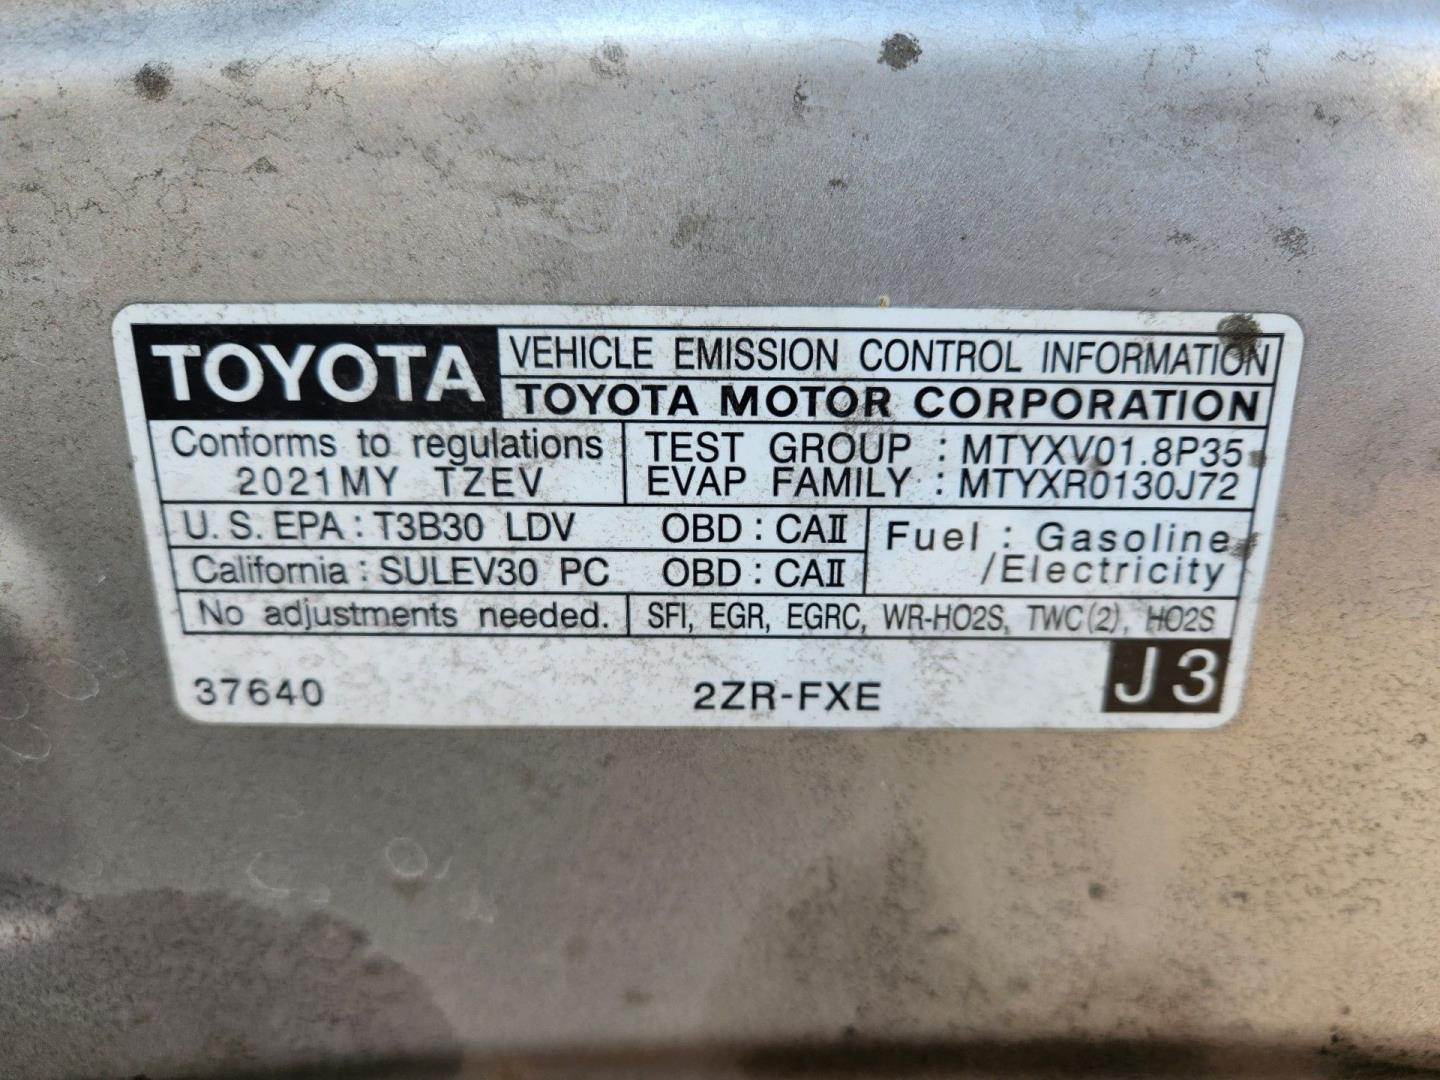 TOYOTA
VEHICLE EMISSION CONTROL INFORMATION
TOYOTA MOTOR CORPORATION
Conforms to regulations
2021MY TZEV
TEST GROUP : MTYXV01.8P35
EVAP FAMILY : MTYXR0130J72
U.S. EPA : T3B30 LDV OBD : CAⅡ
California : SULEV30 PC OBD : CAⅡ
Fuel : Gasoline
/Electricity
No adjustments needed.
SFI, EGR, EGRC, WR-HO2S, TWC(2), HO2S
37640
2ZR-FXE
J3